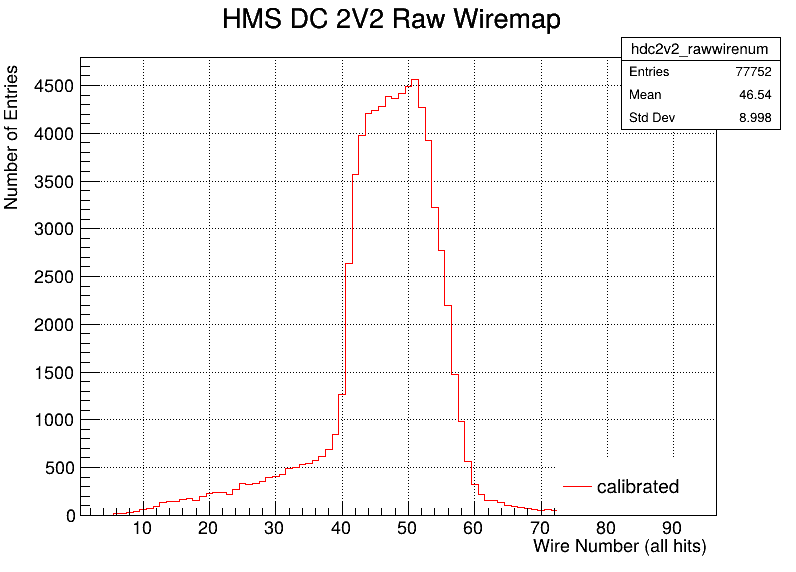 HMS DC 2V2 Raw Wiremap
hdc2v2_rawwirenum
Entries 77752
Mean 46.54
Std Dev 8.998
Number of Entries
4500
4000
3500
3000
2500
2000
1500
1000
500
0
calibrated
10 20 30 40 50 60 70 80 90
Wire Number (all hits)